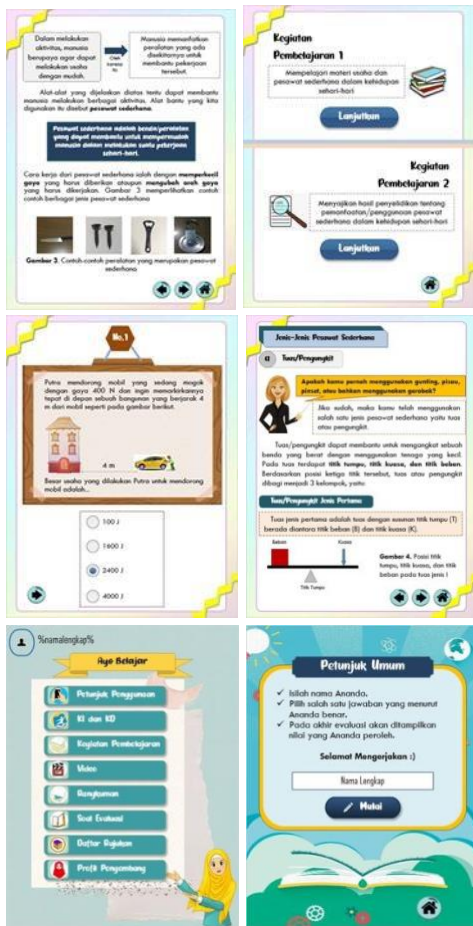 Dalam melakukan
aktivitas, manusia
berupaya agar dapat
melakukan usaha
dengan mudah.
Oleh
karena
itu
Manusia memanfaatkan
peralatan yang ada
disekitarnya untuk
membantu pekerjaan
tersebut.
Alat-alat yang dijelaskan diatas tentu dapat membantu
manusia melakukan berbagai aktivitas. Alat bantu yang kita
digunakan itu disebut pesawat sederhana.
Pesawat sederhana adalah benda/peralatan
yang dapat membantu untuk mempermudah
manusia dalam melakukan suatu pekerjaan
sehari-hari.
Cara kerja dari pesawat sederhana ialah dengan memperkecil
gaya yang harus diberikan ataupun mengubah arah gaya
yang harus dikerjakan. Gambar 3 memperlihatkan contoh
contoh berbagai jenis pesawat sederhana
Gambar 3. Contoh-contoh peralatan yang merupakan pesawat
sederhana
Kegiatan
Pembelajaran 1
Mempelajari materi usaha dan
pesawat sederhana dalam kehidupan
sehari-hari
Lanjutkan
Kegiatan
Pembelajaran 2
Menyajikan hasil penyelidikan tentang
pemanfaatan/penggunaan pesawat
sederhana dalam kehidupan sehari-hari
Lanjutkan
No.1
Putra mendorong mobil yang sedang mogok
dengan gaya 400 N dan ingin memarkirkannya
tepat di depan sebuah bangunan yang berjarak 4
m dari mobil seperti pada gambar berikut.
4 m
Besar usaha yang dilakukan Putra untuk mendorong
mobil adalah...
100 J
1600 J
2400 J
4000 J
Jenis-Jenis Pesawat Sederhana
Tuas/Pengungkit
Apakah kamu pernah menggunakan gunting, pisau,
pinset, atau bahkan menggunakan gerobak?
Jika sudah, maka kamu telah menggunakan
salah satu jenis pesawat sederhana yaitu tuas
atau pengungkit.
Tuas/pengungkit dapat membantu untuk mengangkat sebuah
benda yang berat dengan menggunakan tenaga yang kecil.
Pada tuas terdapat titik tumpu, titik kuasa, dan titik beban.
Berdasarkan posisi ketiga titik tersebut, tuas atau pengungkit
dibagi menjadi 3 kelompok, yaitu:
Tuas/Pengungkit Jenis Pertama
Tuas jenis pertama adalah tuas dengan susunan titik tumpu (T)
berada diantara titik beban (B) dan titik kuasa (K).
Beban
Kuasa
Titik Tumpu
Gambar 4. Posisi titik
tumpu, titik kuasa, dan titik
beban pada tuas jenis I
%namalengkap%
Ayo Belajar
Petunjuk Penggunaan
KI dan KD
Kegiatan Pembelajaran
Video
Rangkuman
Soal Evaluasi
Daftar Rujukan
Profil Pengembang
Petunjuk Umum
✓ Isilah nama Ananda.
✓ Pilih salah satu jawaban yang menurut
Ananda benar.
✓ Pada akhir evaluasi akan ditampilkan
nilai yang Ananda peroleh.
Selamat Mengerjakan :)
Nama Lengkap
Mulai